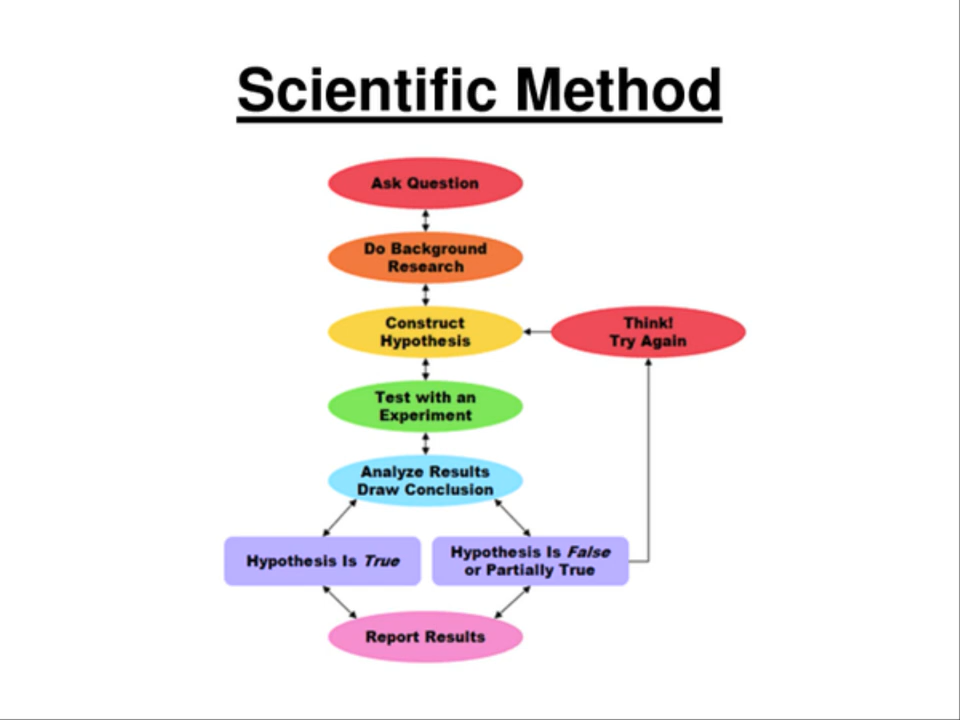 Scientific Method
Ask Question
Do Background
Research
Construct
Hypothesis
Think!
Try Again
Test with an
Experiment
Analyze Results
Draw Conclusion
Hypothesis Is True
Hypothesis Is False
or Partially True
Report Results